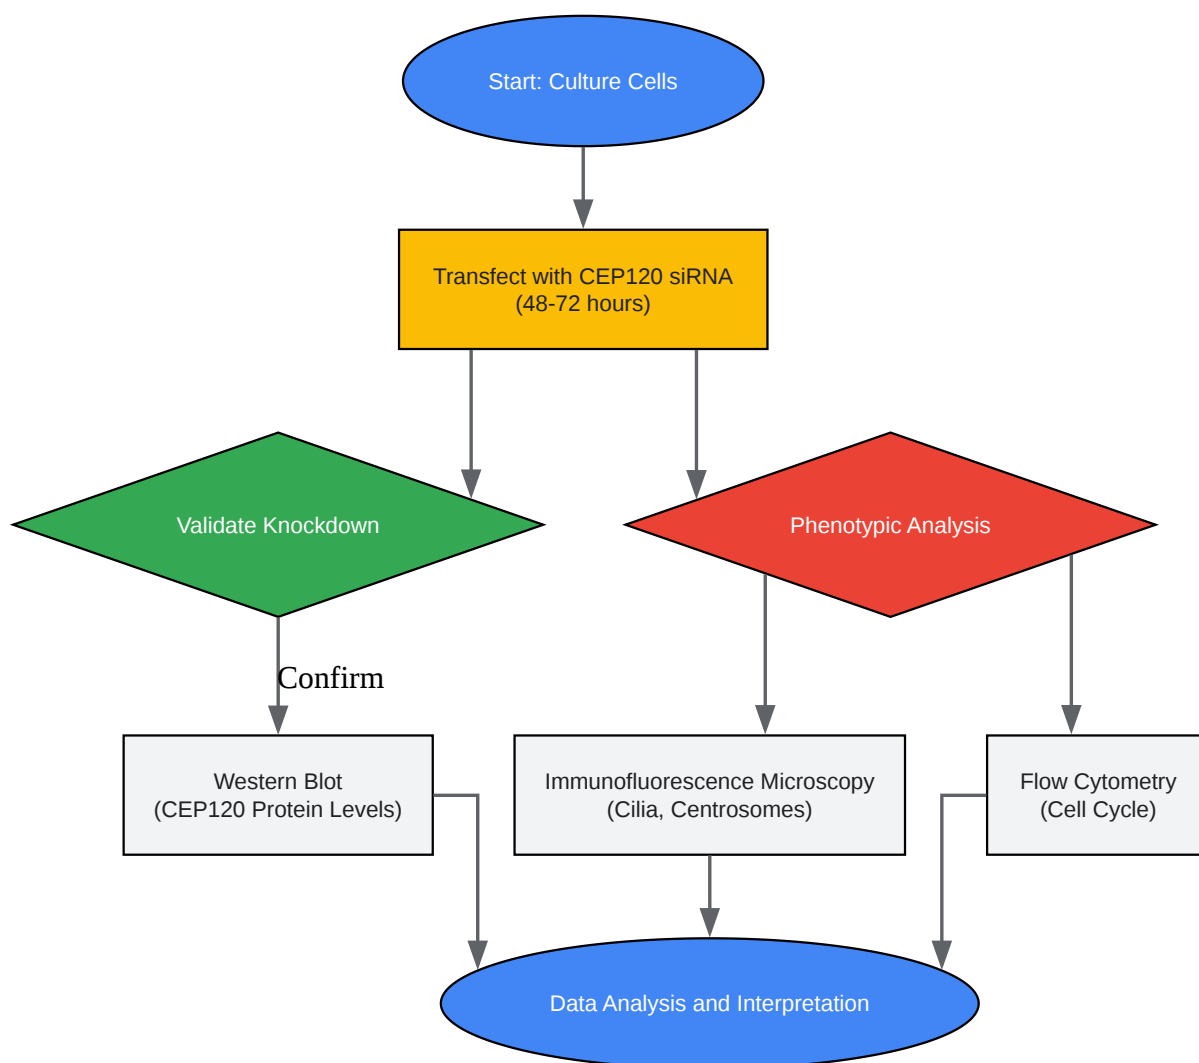 Start: Culture Cells
Transfect with CEP120 siRNA
(48-72 hours)
Validate Knockdown
Phenotypic Analysis
Confirm
Western Blot
(CEP120 Protein Levels)
Immunofluorescence Microscopy
(Cilia, Centrosomes)
Flow Cytometry
(Cell Cycle)
Data Analysis and Interpretation